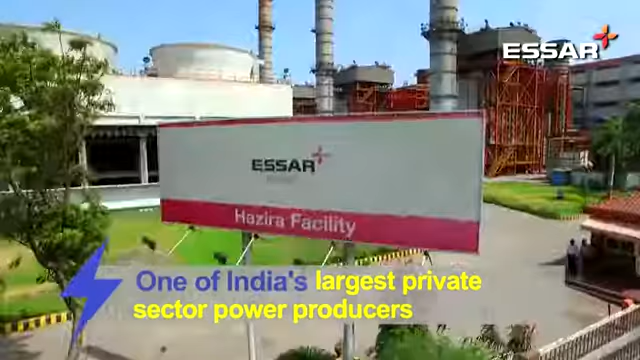 ESSAR
ESSAR
Hazira Facility
One of India's largest private
sector power producers